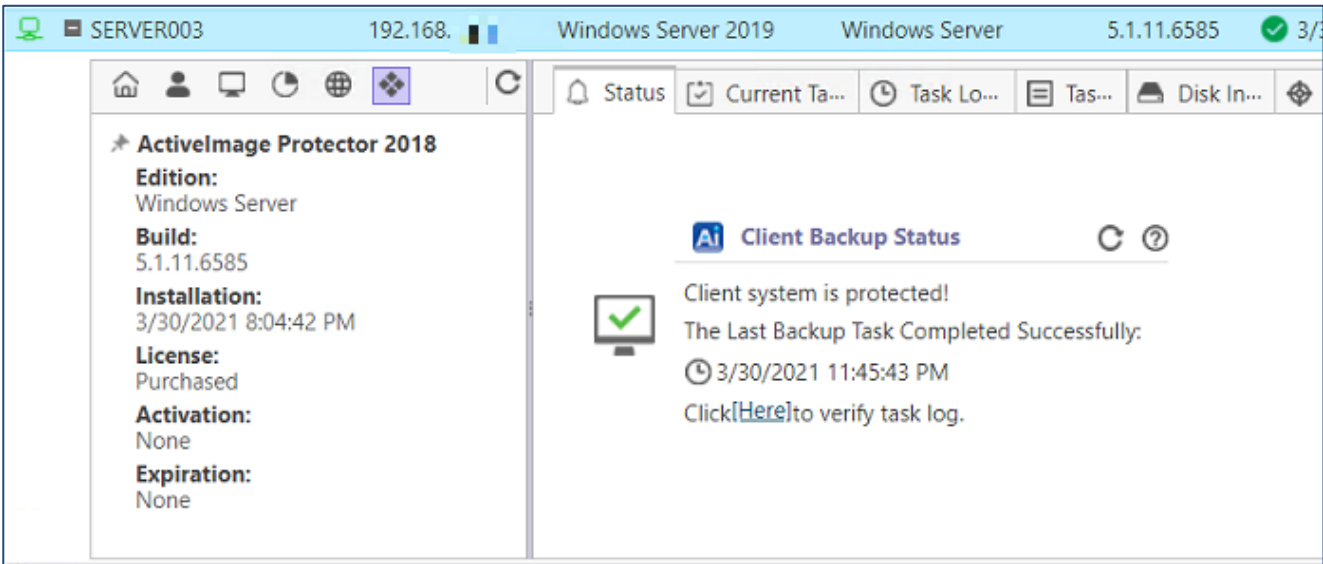 SERVER003 192.168. Windows Server 2019 Windows Server 5.1.11.6585 3/3
Status Current Ta... Task Lo... Tas... Disk In...
ActiveImage Protector 2018
Edition:
Windows Server
Build:
5.1.11.6585
Installation:
3/30/2021 8:04:42 PM
License:
Purchased
Activation:
None
Expiration:
None
Ai Client Backup Status
Client system is protected!
The Last Backup Task Completed Successfully:
3/30/2021 11:45:43 PM
Click[Here]to verify task log.